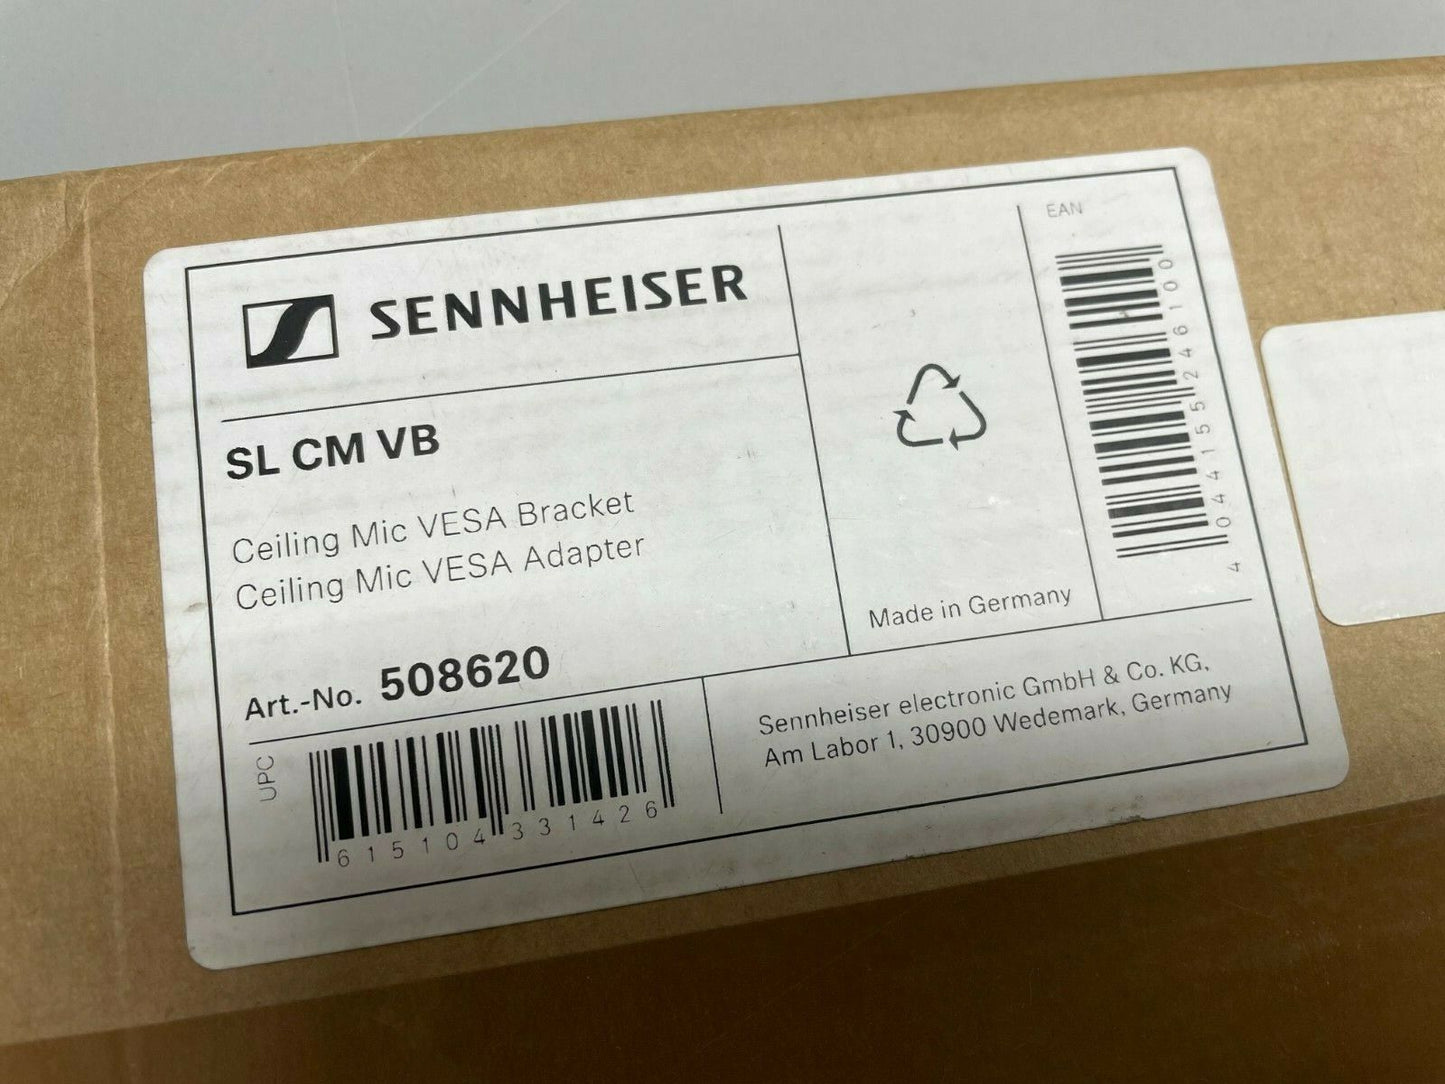 SENNHEISER
SL CM VB
Ceiling Mic VESA Bracket
Ceiling Mic VESA Adapter
Art.-No. 508620
UPC
615104331426
Made in Germany
EAN
4044155246100
Sennheiser electronic GmbH & Co. KG,
Am Labor 1, 30900 Wedemark, Germany